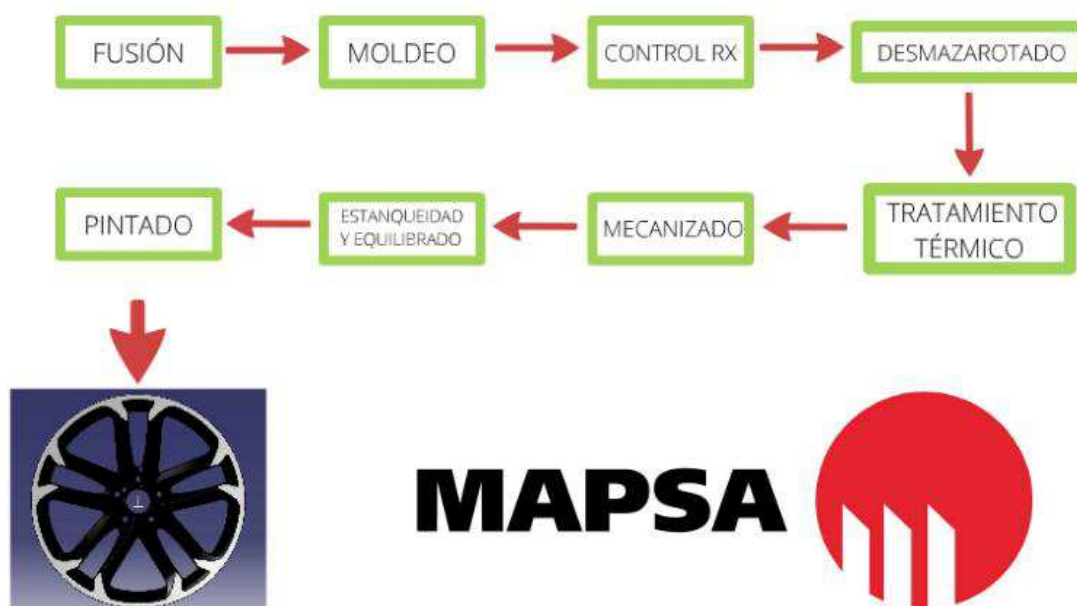 FUSIÓN
MOLDEO
CONTROL RX
DESMAZAROTADO
TRATAMIENTO
TÉRMICO
MECANIZADO
ESTANQUEIDAD
Y EQUILIBRADO
PINTADO
MAPSA